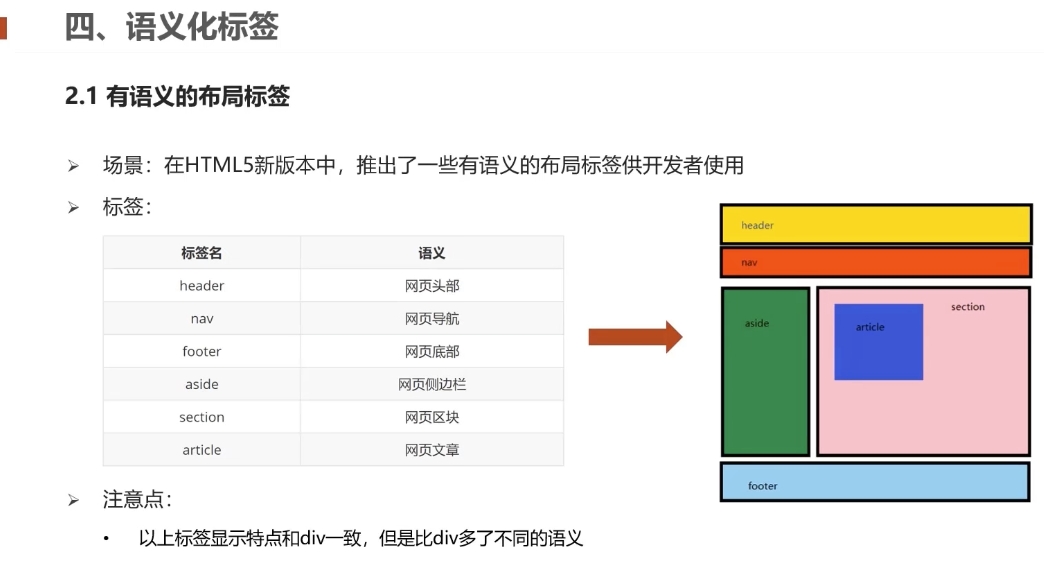 四、语义化标签
2.1 有语义的布局标签
场景：在HTML5新版本中，推出了一些有语义的布局标签供开发者使用
标签：
标签名 语义
header 网页头部
nav 网页导航
footer 网页底部
aside 网页侧边栏
section 网页区块
article 网页文章
header
nav
aside
article
section
footer
注意点：
以上标签显示特点和div一致，但是比div多了不同的语义